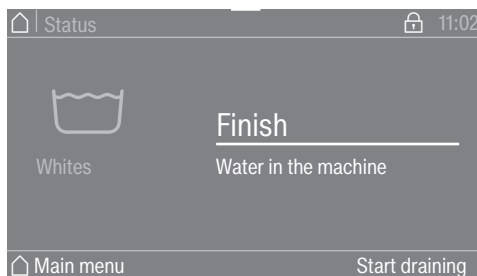 Status 11:02
Finish
Whites Water in the machine
Main menu Start draining